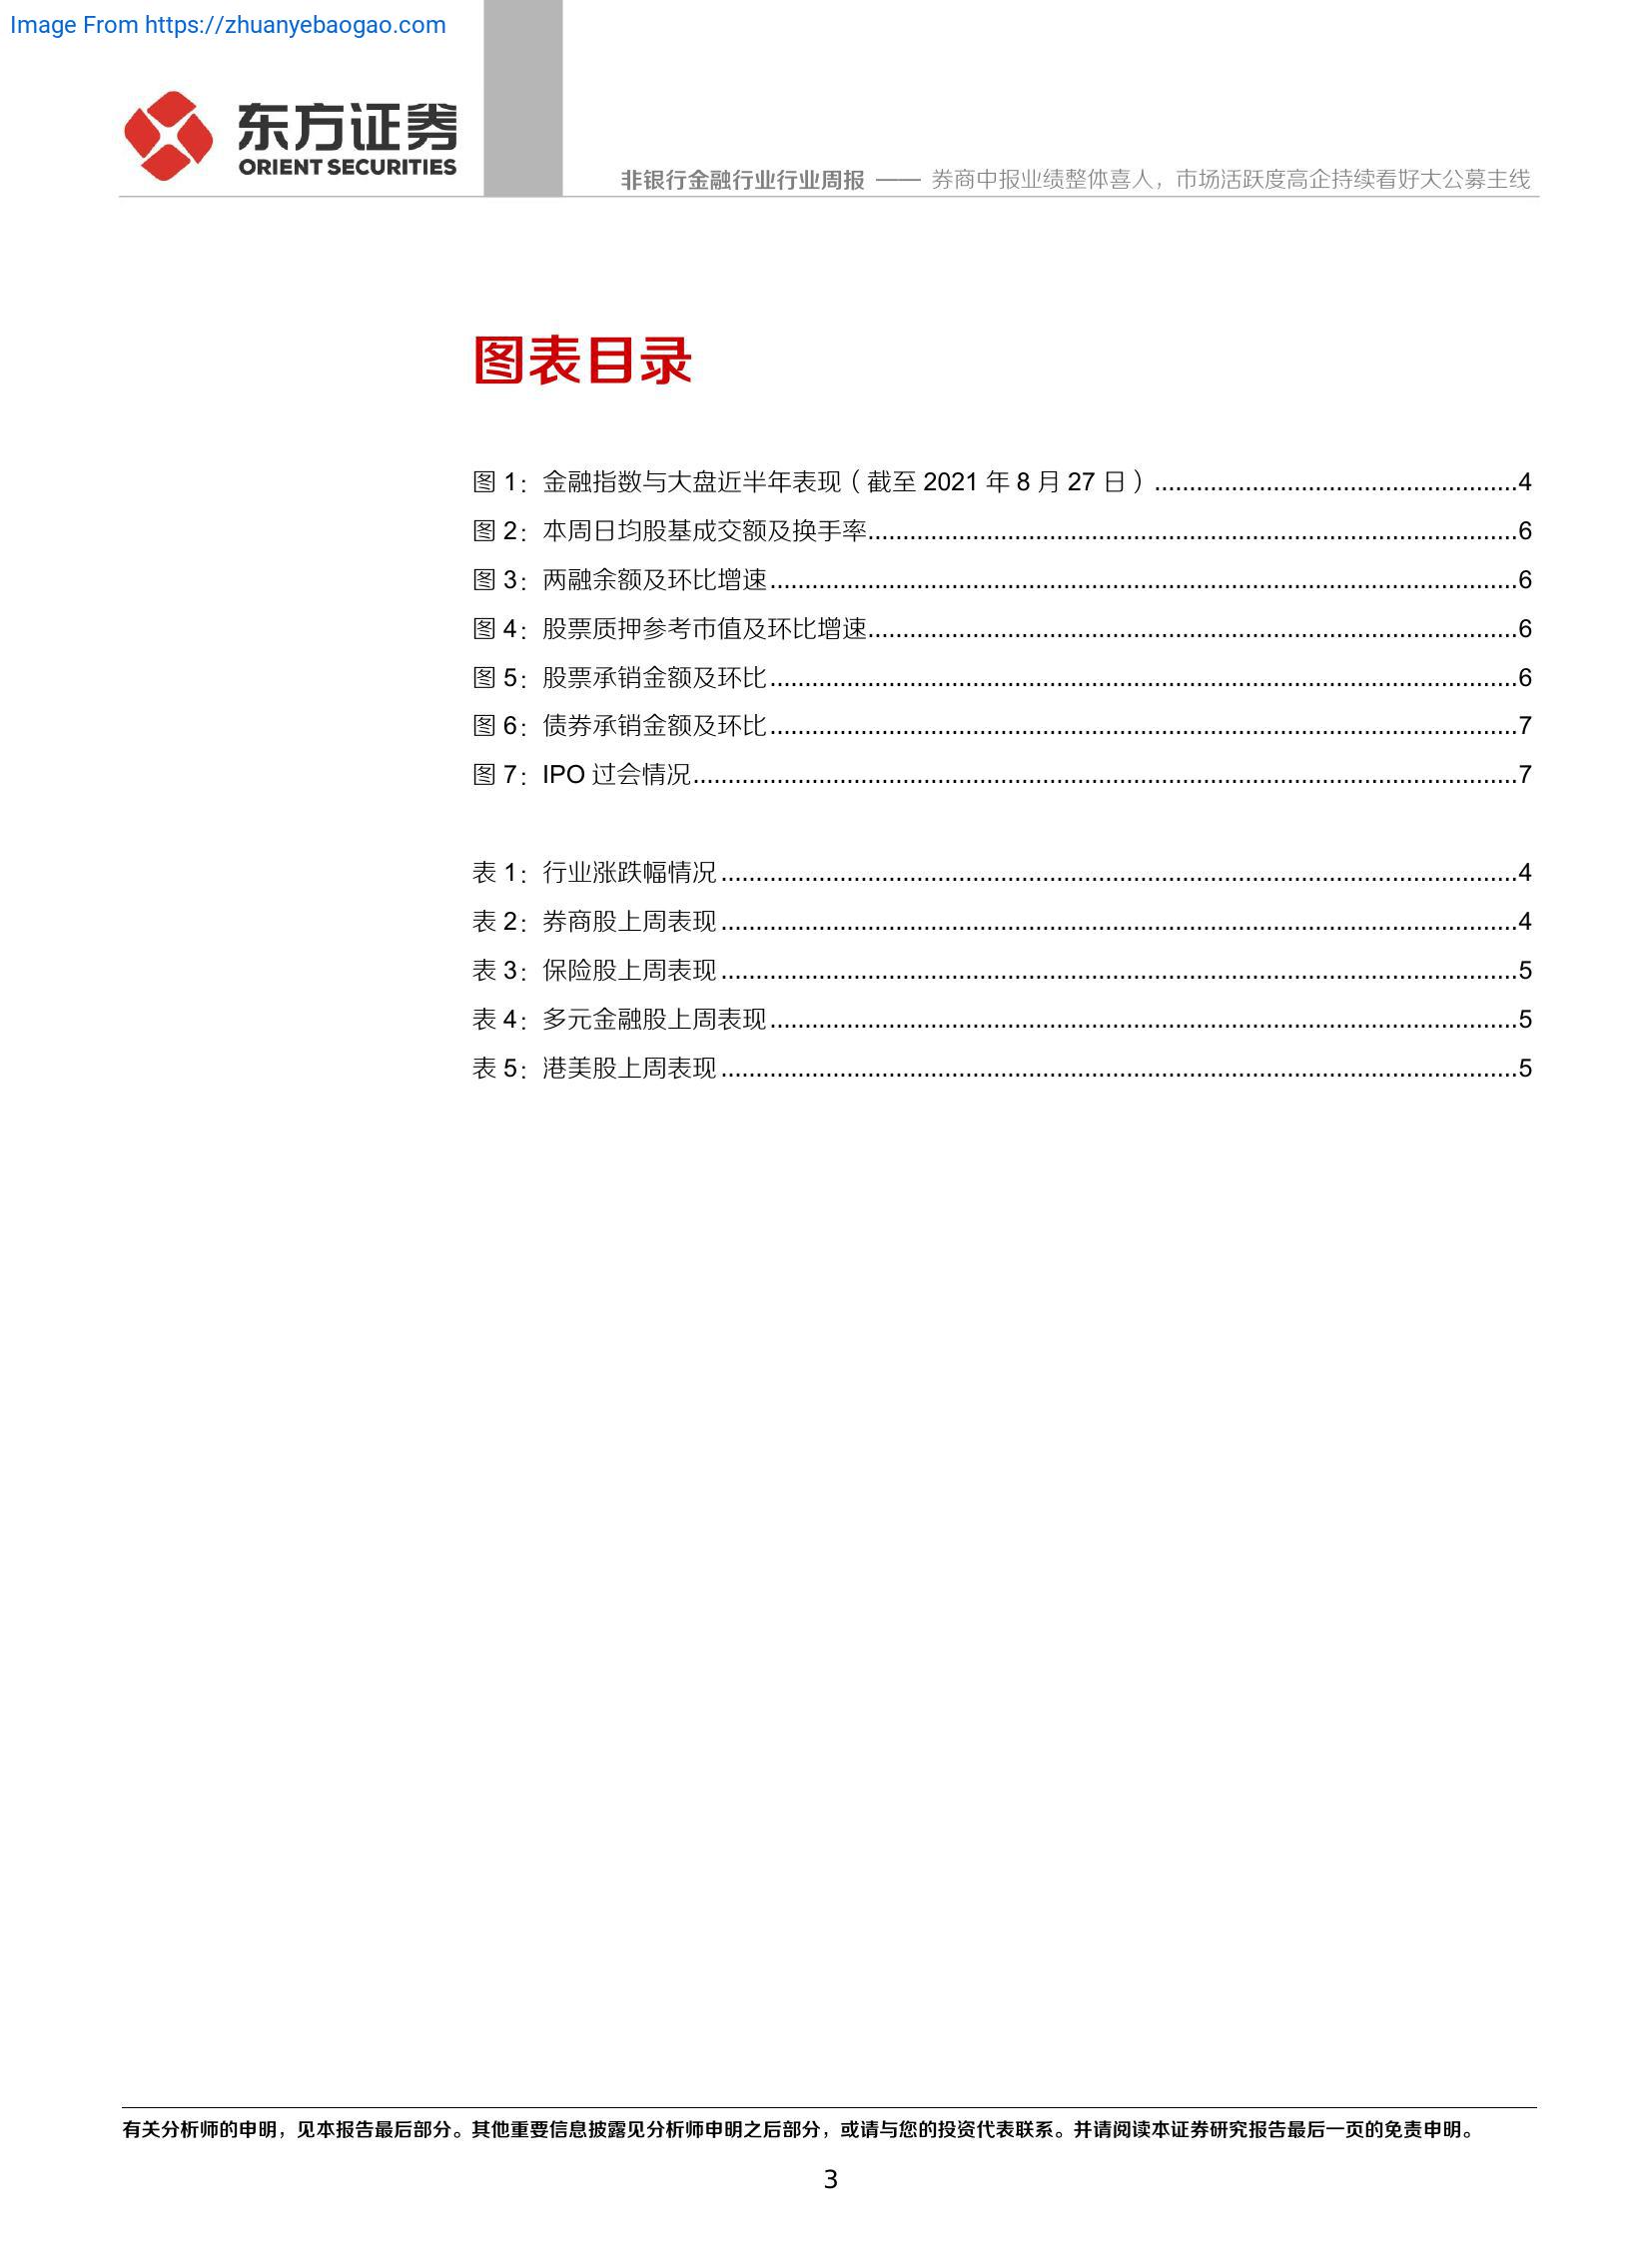 Image From https://zhuanyebaogao.com
东方证券
ORIENT SECURITIES
非银行金融行业行业周报 —— 券商中报业绩整体喜人，市场活跃度高企持续看好大公募主线
图表目录
图 1：金融指数与大盘近半年表现（截至 2021 年 8 月 27 日）....................................................4
图 2：本周日均股基成交额及换手率.............................................................................................6
图 3：两融余额及环比增速...........................................................................................................6
图 4：股票质押参考市值及环比增速.............................................................................................6
图 5：股票承销金额及环比...........................................................................................................6
图 6：债券承销金额及环比...........................................................................................................7
图 7：IPO 过会情况......................................................................................................................7
表 1：行业涨跌幅情况..................................................................................................................4
表 2：券商股上周表现..................................................................................................................4
表 3：保险股上周表现..................................................................................................................5
表 4：多元金融股上周表现...........................................................................................................5
表 5：港美股上周表现..................................................................................................................5
有关分析师的申明，见本报告最后部分。其他重要信息披露见分析师申明之后部分，或请与您的投资代表联系。并请阅读本证券研究报告最后一页的免责申明。
3